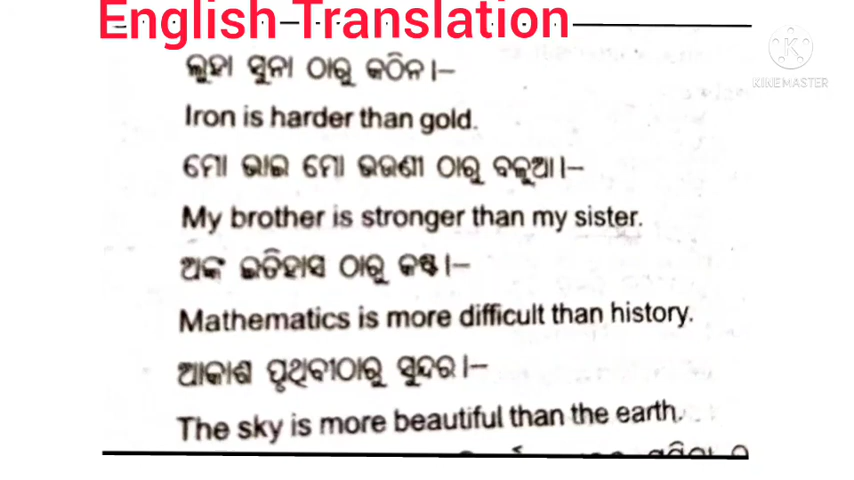 English Translation
KINEMASTER
ଲୁହା ସୁନା ଠାରୁ କଠିନ ।–
Iron is harder than gold.
ମୋ ଭାଇ ମୋ ଭଉଣୀ ଠାରୁ ବଳୁଆ ।–
My brother is stronger than my sister.
ଅଙ୍କ ଇତିହାସ ଠାରୁ କଷ୍ଟ ।–
Mathematics is more difficult than history.
ଆକାଶ ପୃଥିବୀଠାରୁ ସୁନ୍ଦର ।–
The sky is more beautiful than the earth.